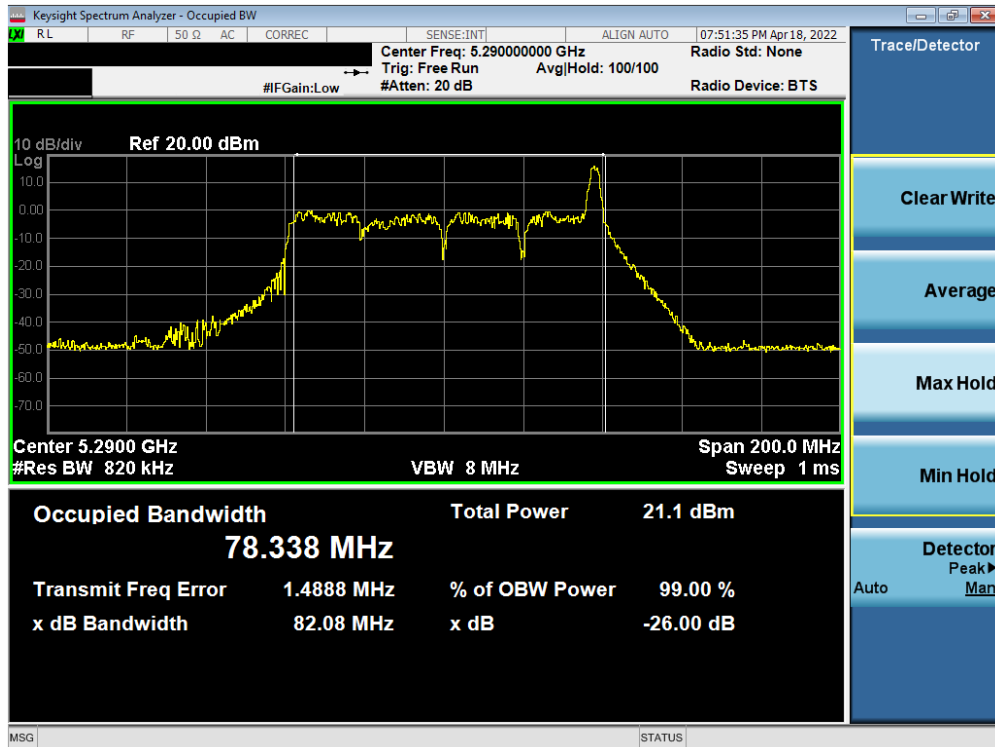 Keysight Spectrum Analyzer - Occupied BW
LXI RL RF 50 Ω AC CORREC SENSE:INT ALIGN AUTO 07:51:35 PM Apr 18, 2022
Center Freq: 5.290000000 GHz Radio Std: None
Trig: Free Run Avg|Hold: 100/100
#IFGain:Low #Atten: 20 dB Radio Device: BTS
10 dB/div Ref 20.00 dBm
Log
10.0
0.00
-10.0
-20.0
-30.0
-40.0
-50.0
-60.0
-70.0
Center 5.2900 GHz Span 200.0 MHz
#Res BW 820 kHz VBW 8 MHz Sweep 1 ms
Occupied Bandwidth Total Power 21.1 dBm
78.338 MHz
Transmit Freq Error 1.4888 MHz % of OBW Power 99.00 %
x dB Bandwidth 82.08 MHz x dB -26.00 dB
MSG STATUS
Trace/Detector
Clear Write
Average
Max Hold
Min Hold
Detector
Peak▶
Auto Man